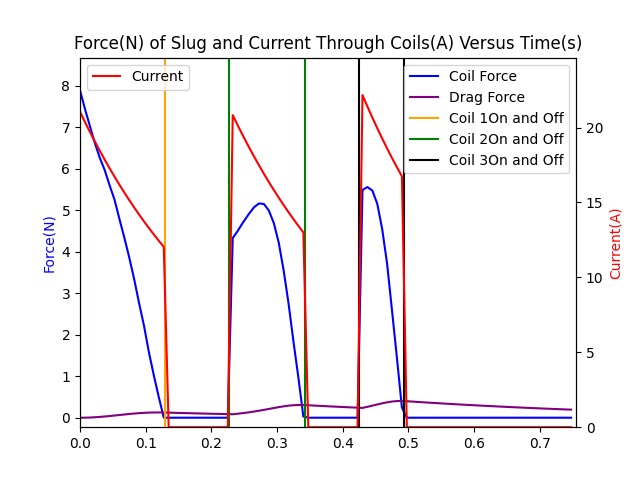 Force(N) of Slug and Current Through Coils(A) Versus Time(s)
Current
Coil Force
Drag Force
Coil 1On and Off
Coil 2On and Off
Coil 3On and Off
Force(N)
8
7
6
5
4
3
2
1
0
Current(A)
20
15
10
5
0
0.0 0.1 0.2 0.3 0.4 0.5 0.6 0.7